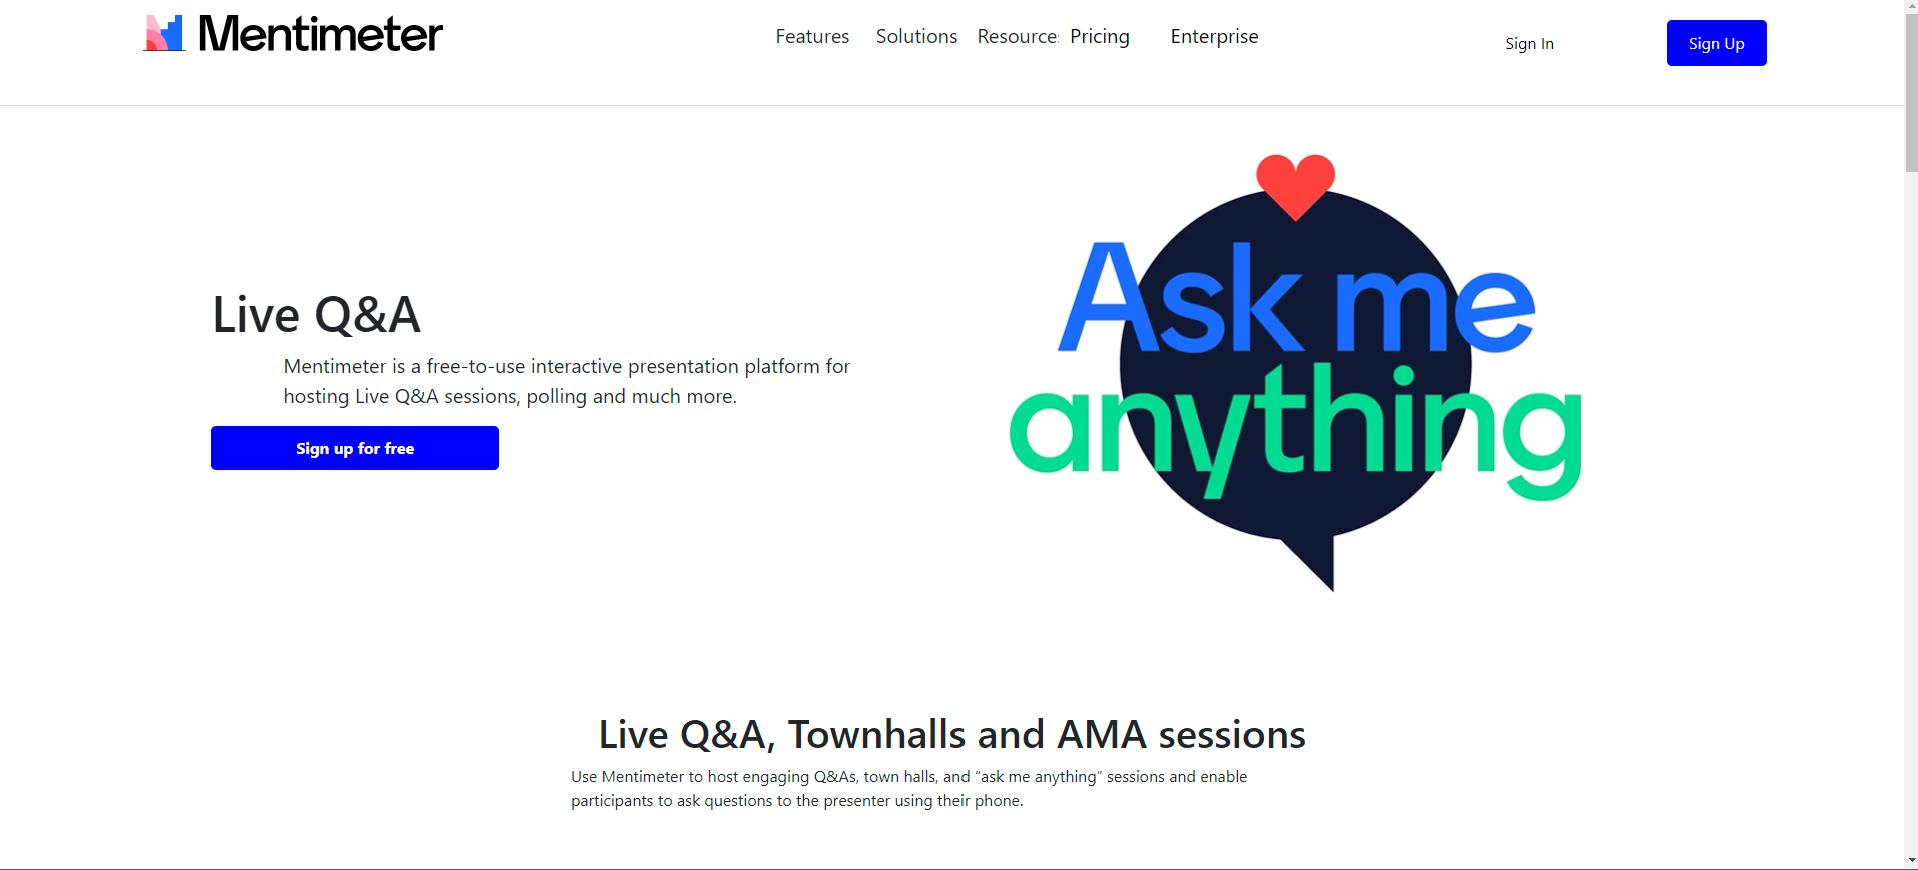 Mentimeter
Features Solutions Resource Pricing Enterprise
Sign In
Sign Up
Ask me
anything
Live Q&A
Mentimeter is a free-to-use interactive presentation platform for
hosting Live Q&A sessions, polling and much more.
Sign up for free
Live Q&A, Townhalls and AMA sessions
Use Mentimeter to host engaging Q&As, town halls, and “ask me anything” sessions and enable
participants to ask questions to the presenter using their phone.